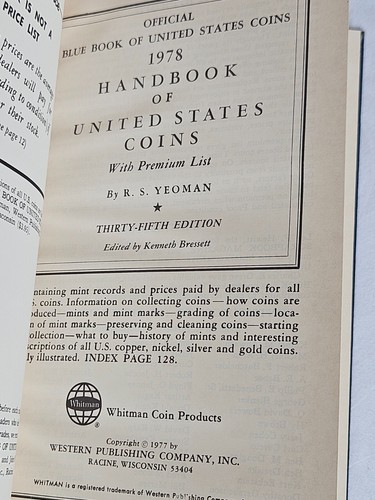 IS NOT A
PRICE LIST
prices are the
dealers will pay
to
their stock.
page 12)
OFFICIAL
BLUE BOOK OF UNITED STATES COINS
1978
HANDBOOK
OF
UNITED STATES
COINS
With Premium List
By R. S. YEOMAN
THIRTY-FIFTH EDITION
Edited by Kenneth Bressett
ntaining mint records and prices paid by dealers for all
S. coins. Information on collecting coins—how coins are
oduced—mints and mint marks—grading of coins—loca-
n of mint marks—preserving and cleaning coins—starting
ollection—what to buy—history of mints and interesting
scriptions of all U.S. copper, nickel, silver and gold coins.
ly illustrated. INDEX PAGE 128.
Whitman
® Whitman Coin Products
Copyright © 1977 by
WESTERN PUBLISHING COMPANY, INC.
RACINE, WISCONSIN 53404
WHITMAN is a registered trademark of Western Publishing